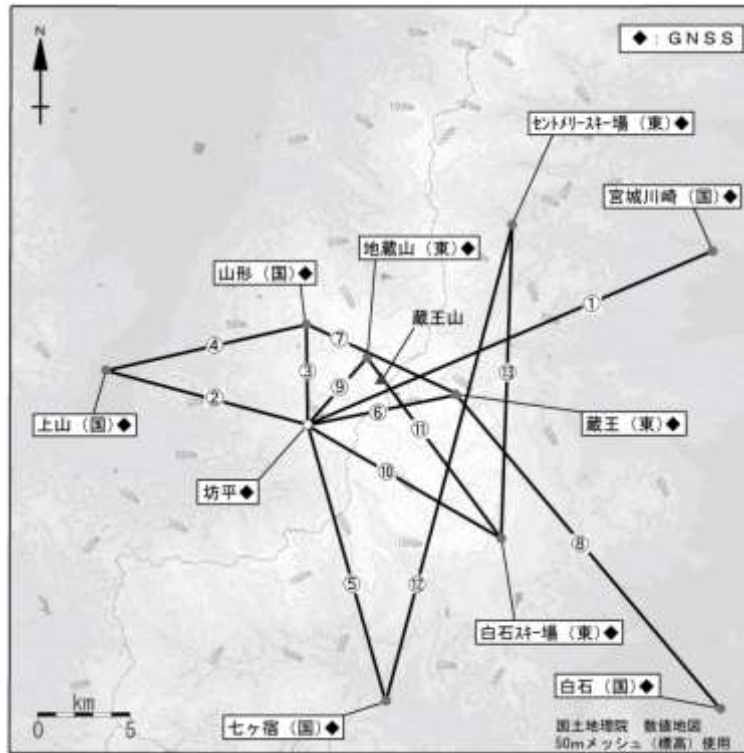 N
◆：GNSS
セントメリースキー場（東）◆
宮城川崎（国）◆
地蔵山（東）◆
山形（国）◆
蔵王山
①
④
⑦
③
⑨
⑬
②
⑥
上山（国）◆
⑪
蔵王（東）◆
⑩
坊平◆
⑧
⑤
⑫
白石スキー場（東）◆
km
0 5
七ヶ宿（国）◆
白石（国）◆
国土地理院 数値地図
50mメッシュ（標高）使用